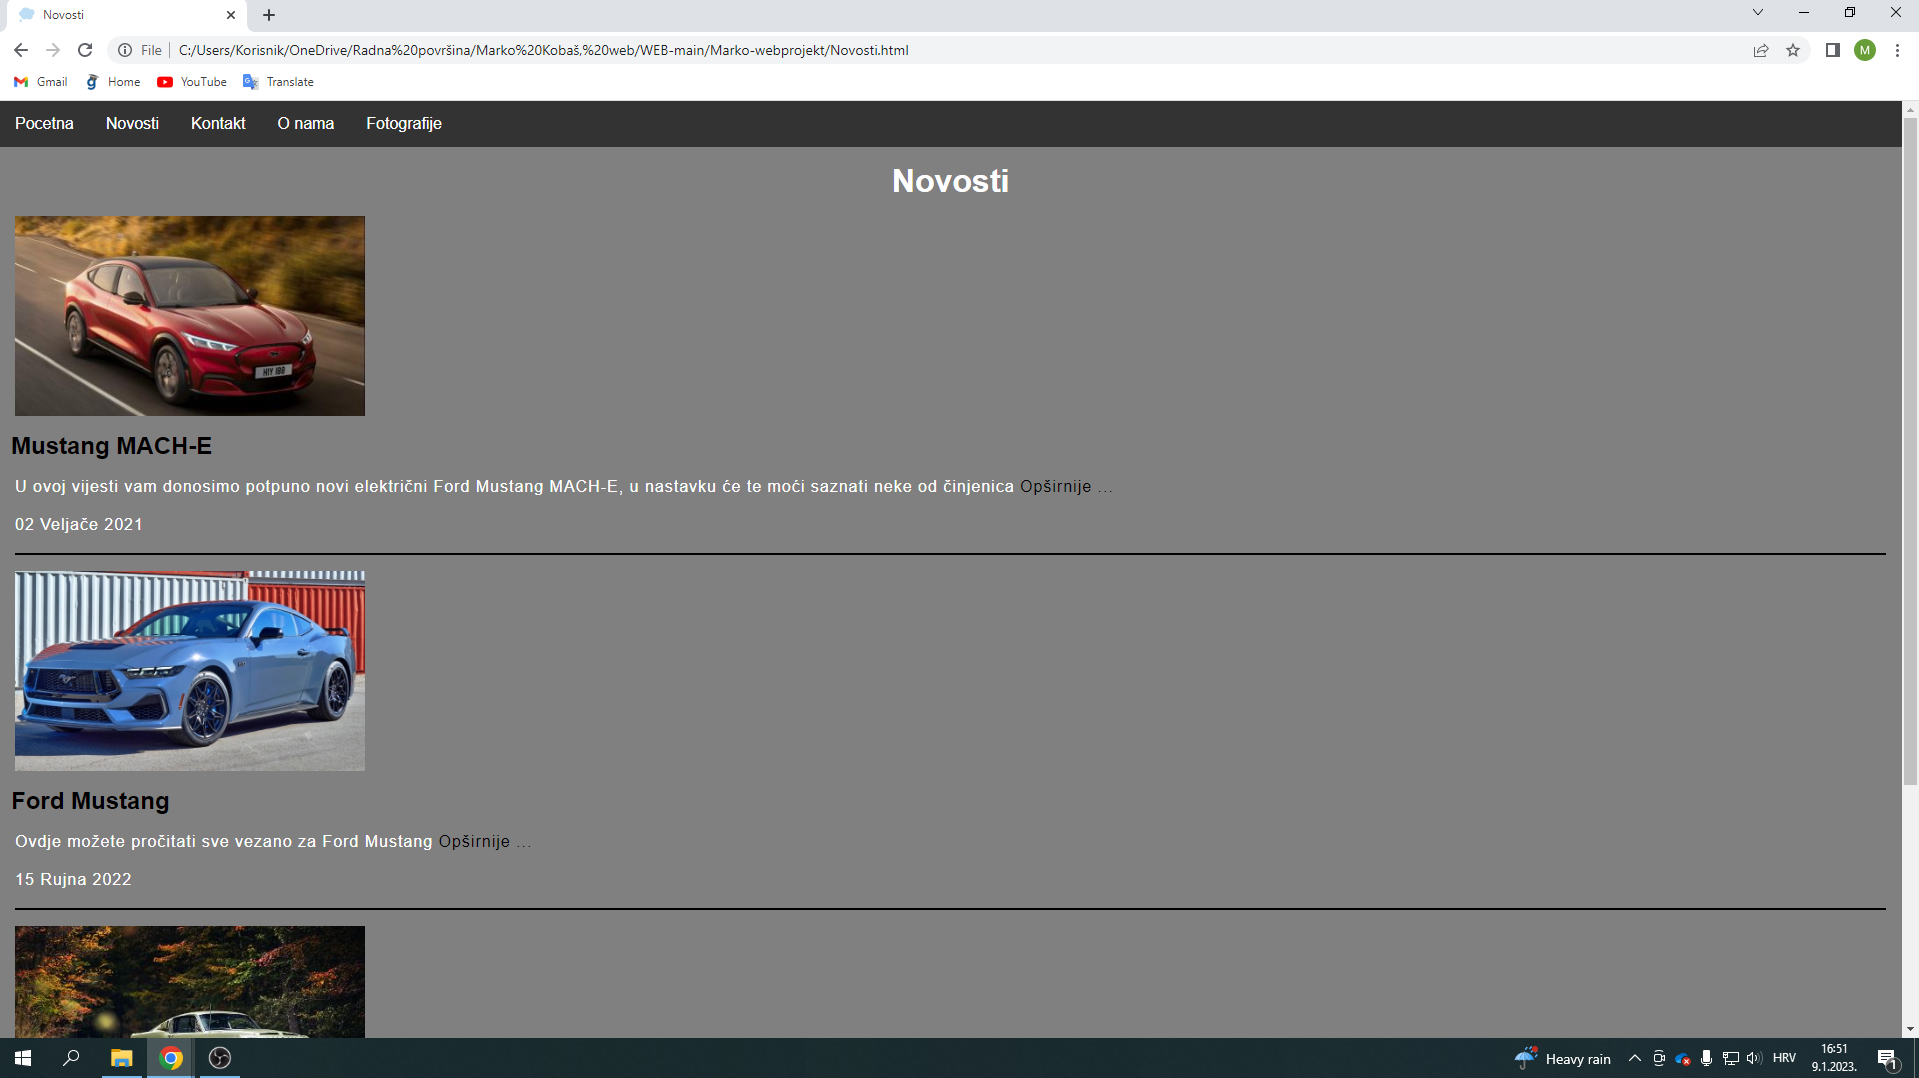 Novosti
File C:/Users/Korisnik/OneDrive/Radna%20površina/Marko%20Kobaš,%20web/WEB-main/Marko-webprojekt/Novosti.html
M
Gmail Home YouTube Translate
Pocetna Novosti Kontakt O nama Fotografije
Novosti
HIY 188
Mustang MACH-E
U ovoj vijesti vam donosimo potpuno novi električni Ford Mustang MACH-E, u nastavku će te moći saznati neke od činjenica Opširnije ...
02 Veljače 2021
Ford Mustang
Ovdje možete pročitati sve vezano za Ford Mustang Opširnije ...
15 Rujna 2022
Heavy rain HRV 16:51
9.1.2023.
1